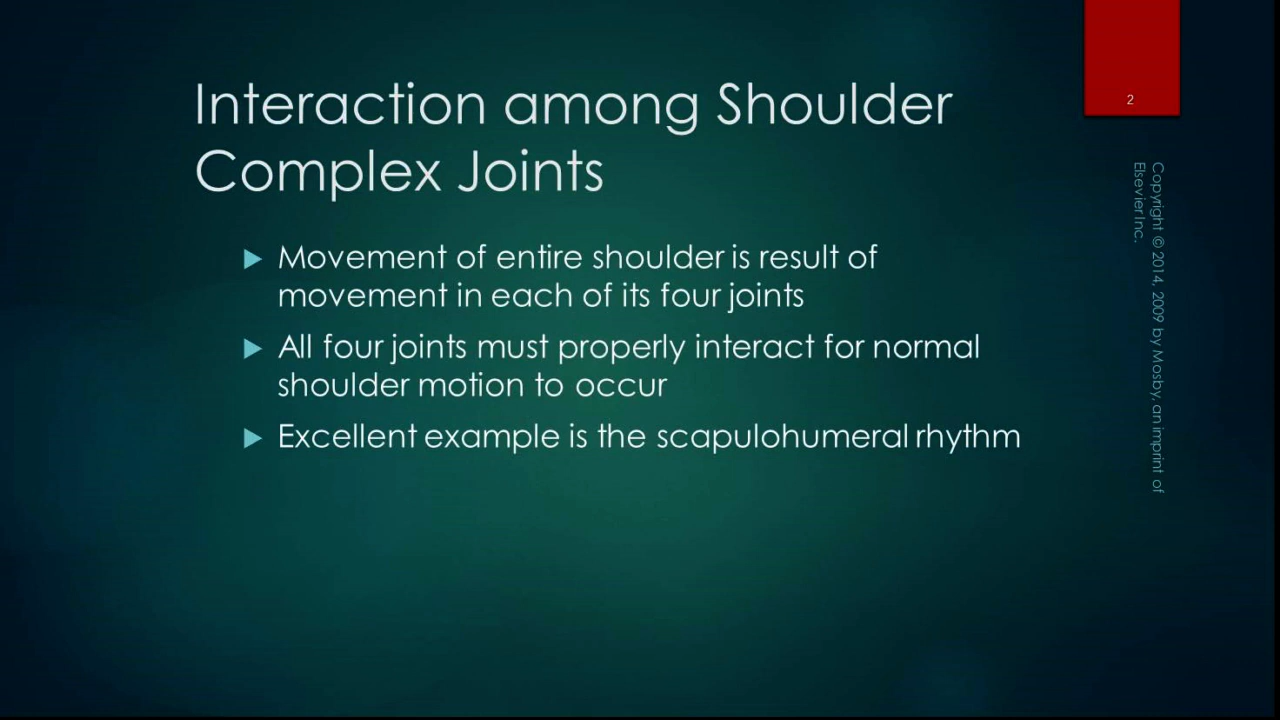 Interaction among Shoulder
Complex Joints
Movement of entire shoulder is result of
movement in each of its four joints
All four joints must properly interact for normal
shoulder motion to occur
Excellent example is the scapulohumeral rhythm
2
Copyright © 2014, 2009 by Mosby, an imprint of
Elsevier Inc.